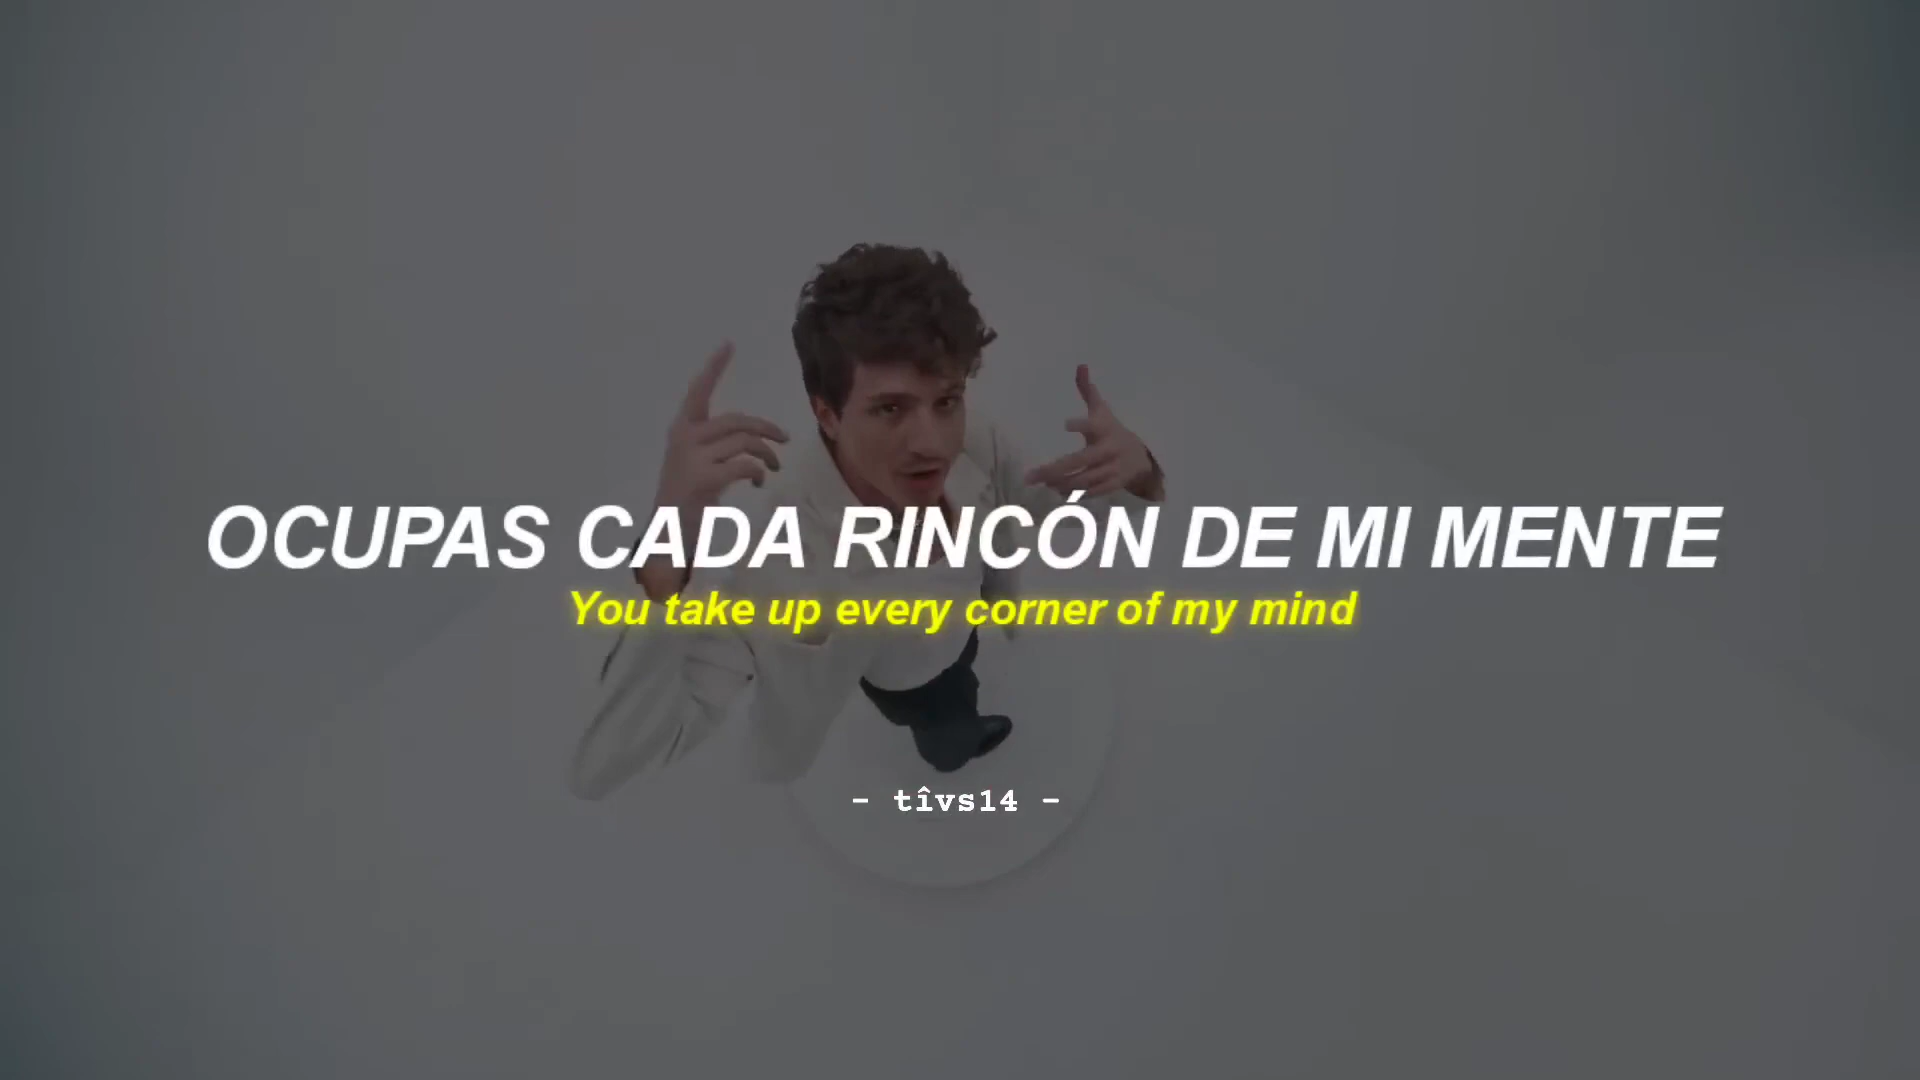 OCUPAS CADA RINCÓN DE MI MENTE
You take up every corner of my mind
- tîvs14 -